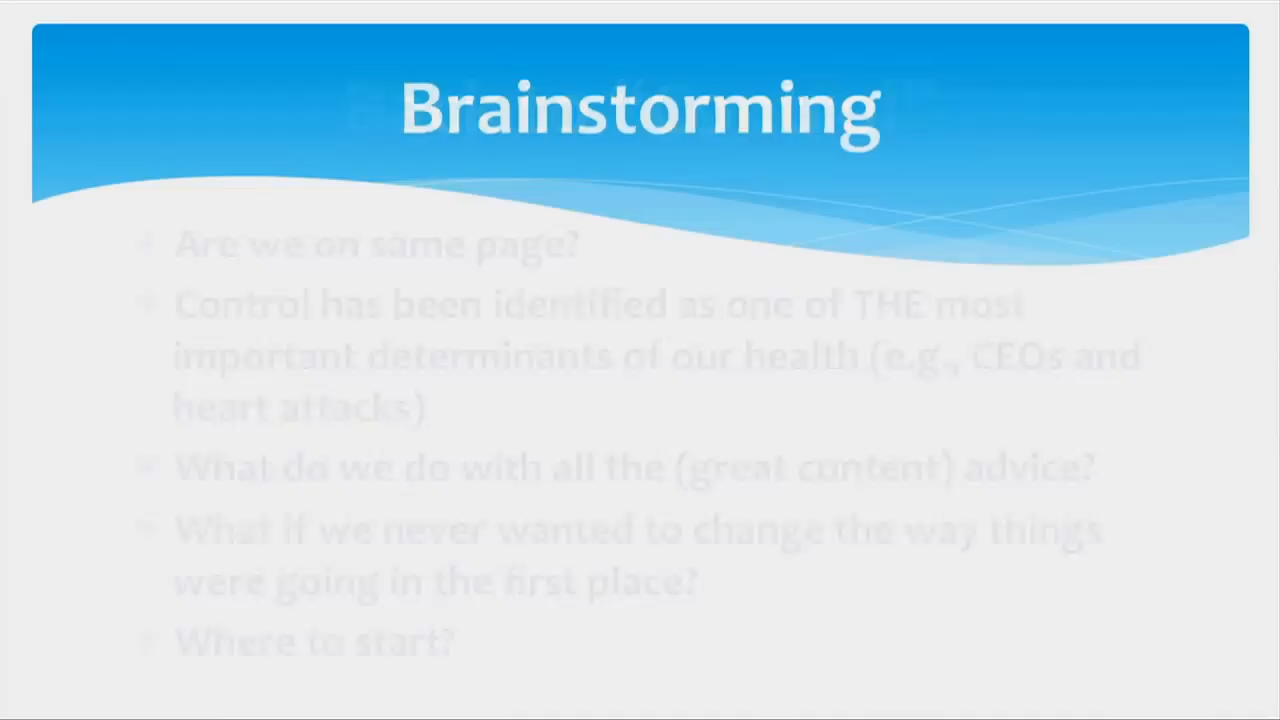 Brainstorming
Are we on same page?
Control has been identified as one of THE most
important determinants of our health (e.g., CEOs and
heart attacks)
What do we do with all the (great content) advice?
What if we never wanted to change the way things
were going in the first place?
Where to start?